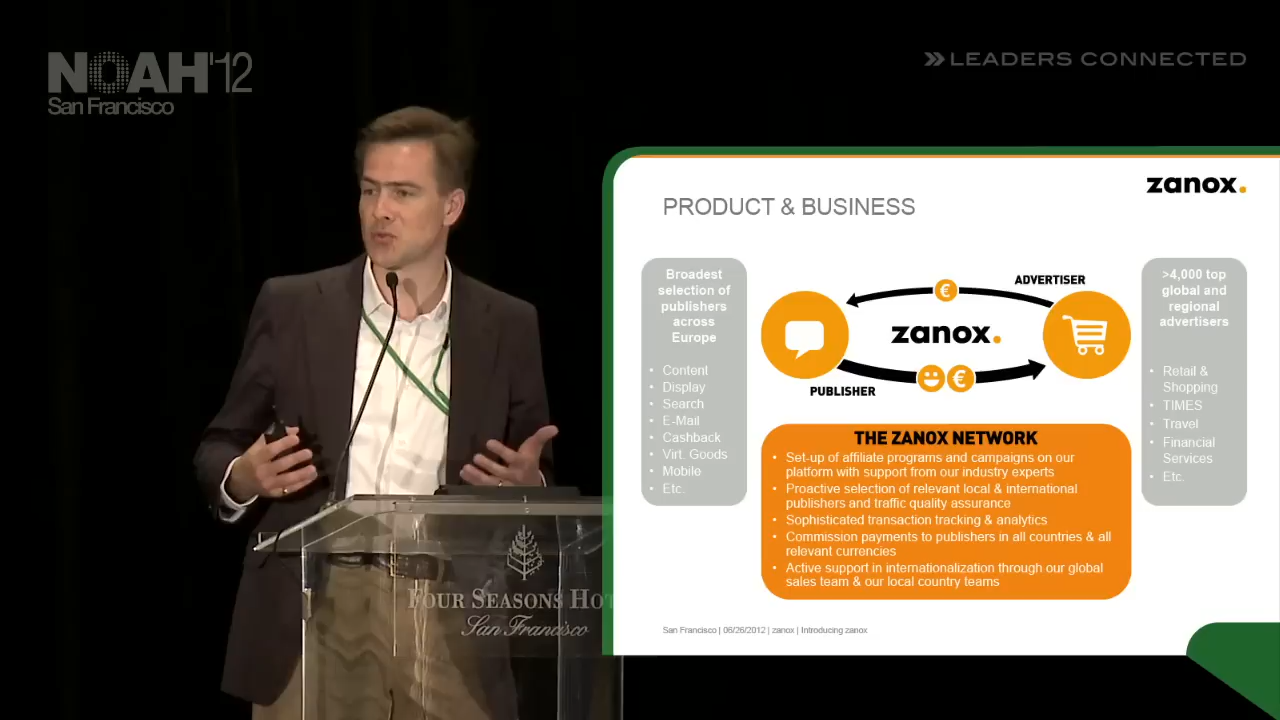 NOAH'12
San Francisco
LEADERS CONNECTED
zanox.
PRODUCT & BUSINESS
Broadest
selection of
publishers
across
Europe
• Content
• Display
• Search
• E-Mail
• Cashback
• Virt. Goods
• Mobile
• Etc.
ADVERTISER
€
zanox.
€
PUBLISHER
>4,000 top
global and
regional
advertisers
• Retail &
Shopping
• TIMES
• Travel
• Financial
Services
• Etc.
THE ZANOX NETWORK
• Set-up of affiliate programs and campaigns on our
platform with support from our industry experts
• Proactive selection of relevant local & international
publishers and traffic quality assurance
• Sophisticated transaction tracking & analytics
• Commission payments to publishers in all countries & all
relevant currencies
• Active support in internationalization through our global
sales team & our local country teams
San Francisco | 06/26/2012 | zanox | Introducing zanox
FOUR SEASONS HOT
San Francisco